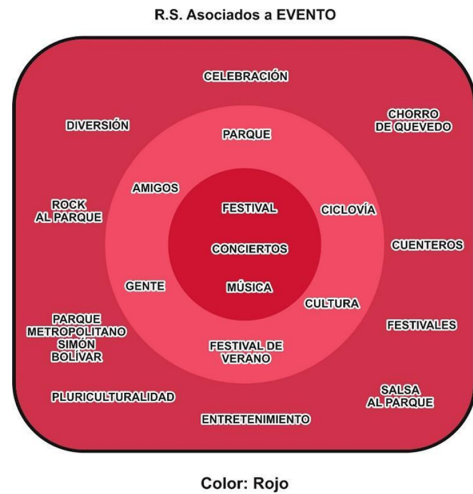 R.S. Asociados a EVENTO
CELEBRACIÓN
CHORRO
DE QUEVEDO
DIVERSIÓN
PARQUE
AMIGOS
ROCK
AL PARQUE
FESTIVAL
CICLOVÍA
CONCIERTOS
CUENTEROS
GENTE
MÚSICA
CULTURA
PARQUE
METROPOLITANO
SIMÓN
BOLÍVAR
FESTIVALES
FESTIVAL DE
VERANO
PLURICULTURALIDAD
SALSA
AL PARQUE
ENTRETENIMIENTO
Color: Rojo